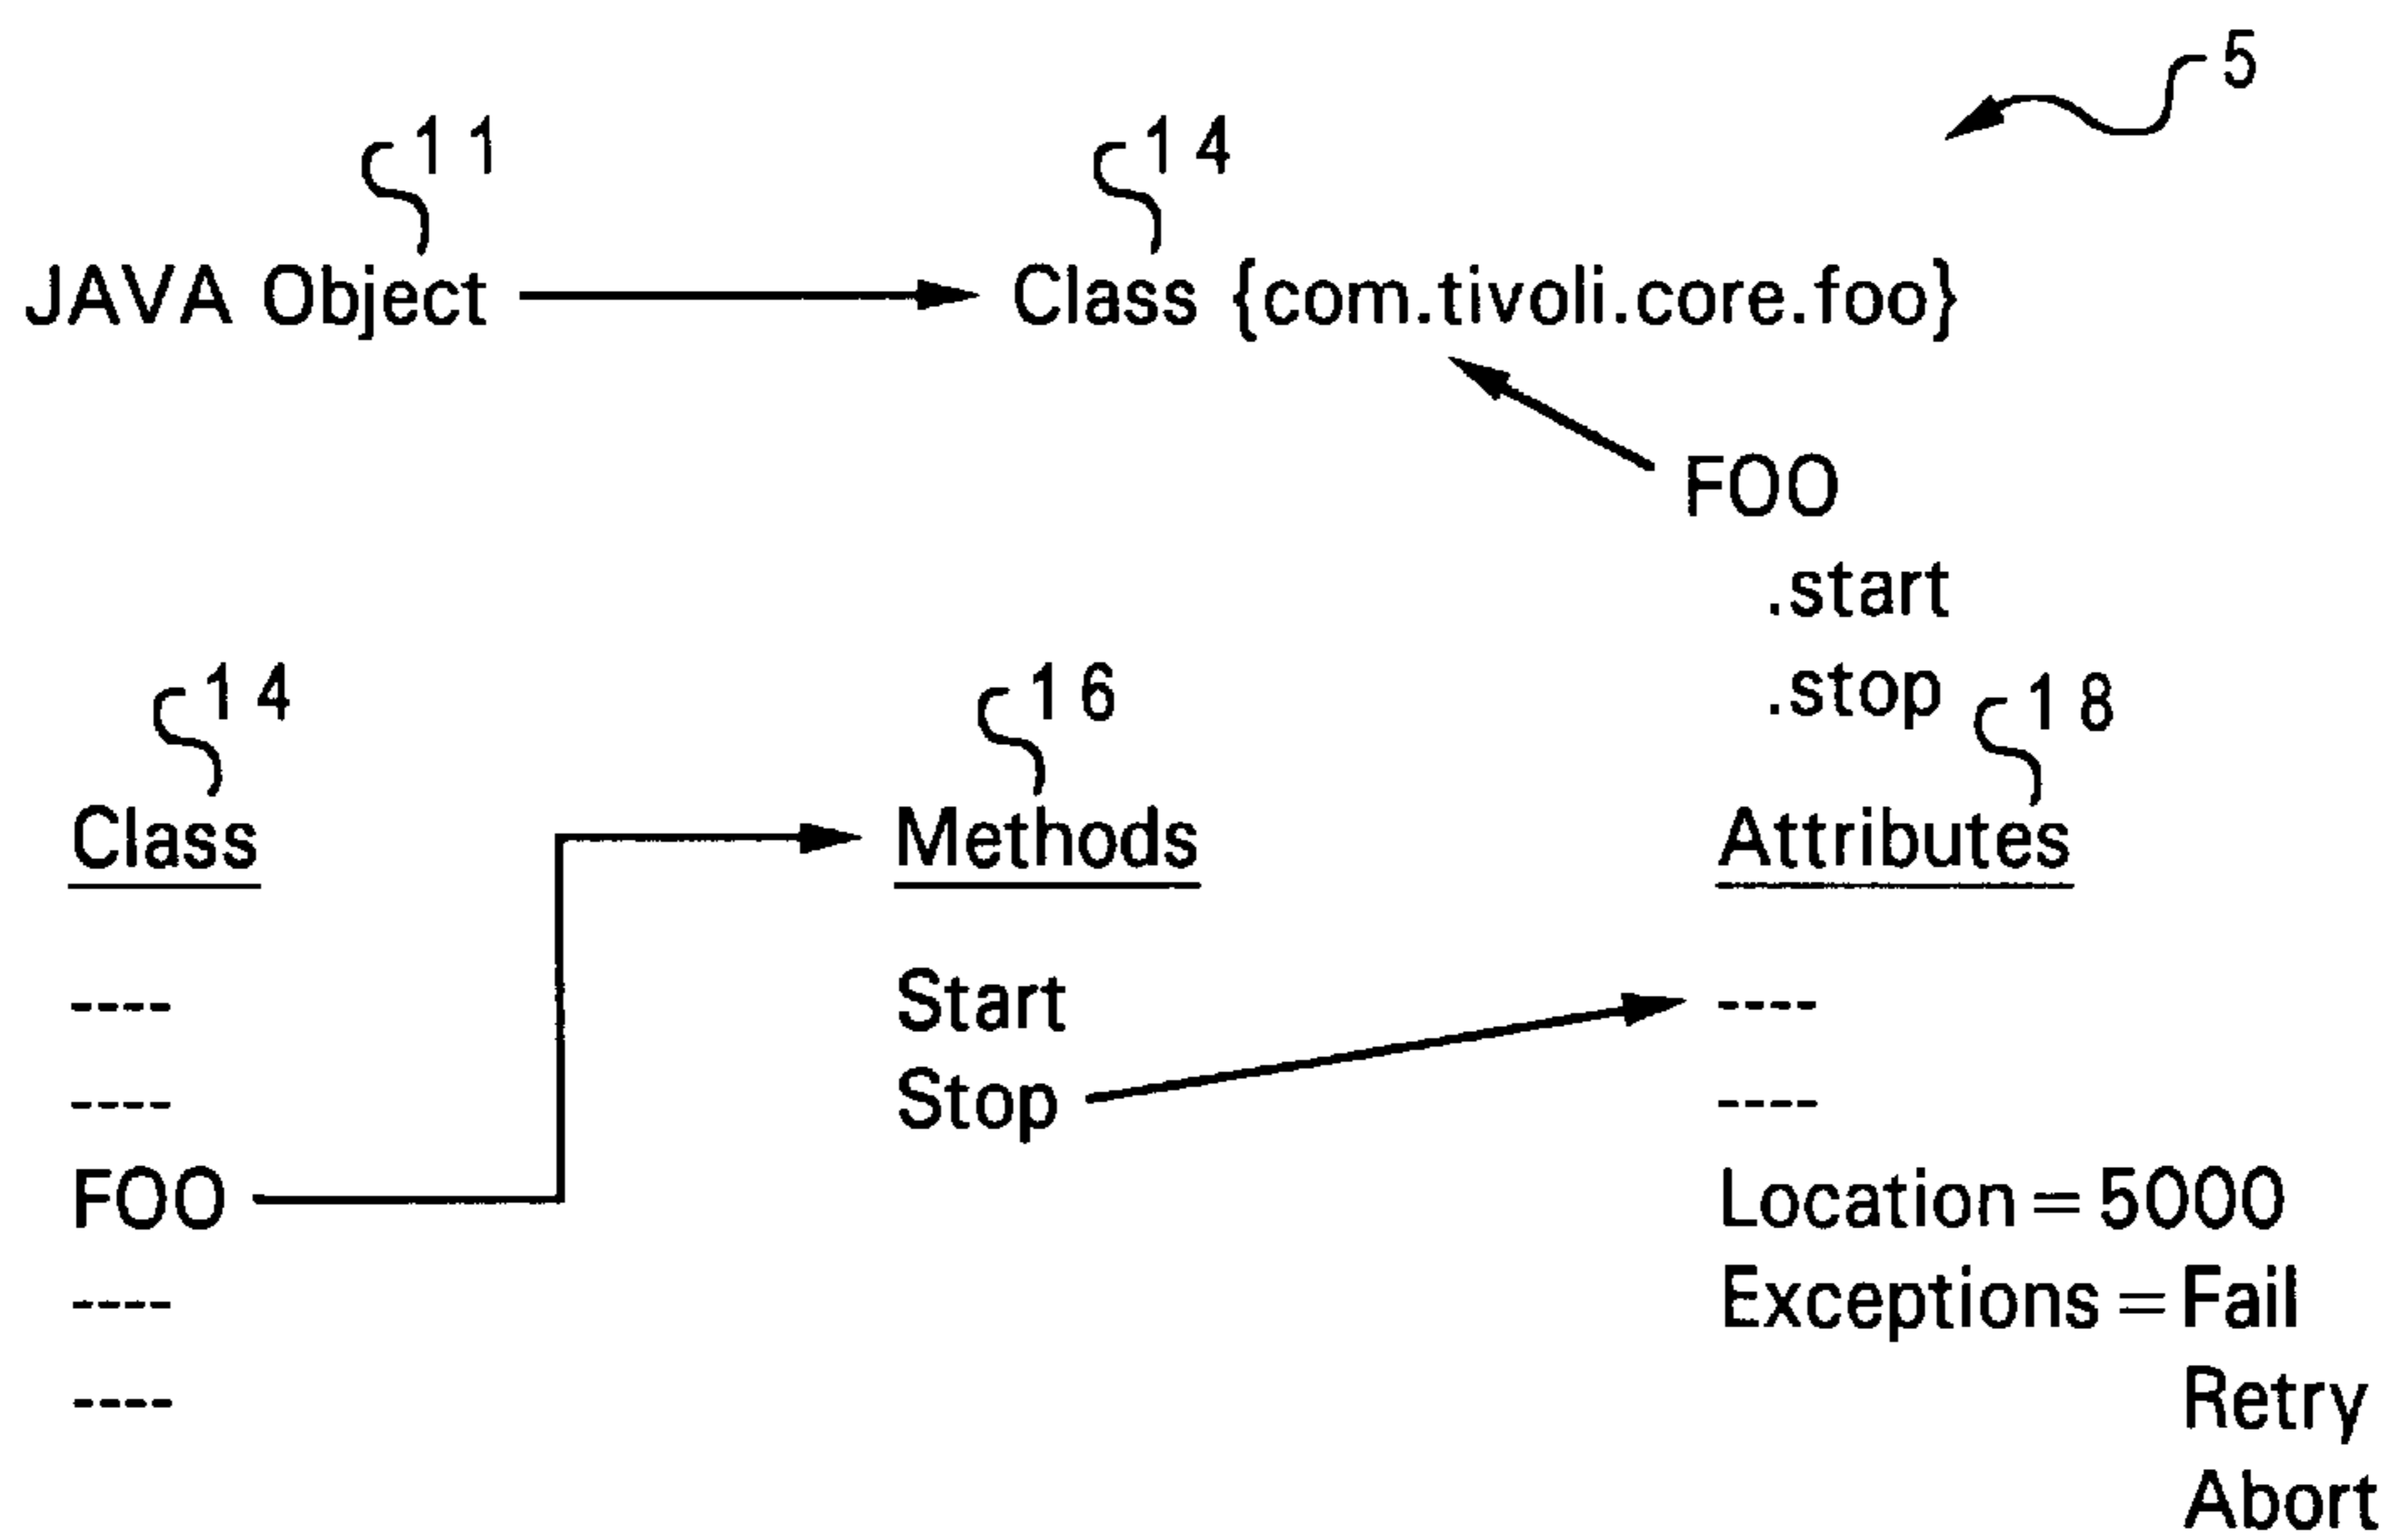 5
11 14
JAVA Object Class {com.tivoli.core.foo}
FOO
.start
.stop
14 16 18
Class Methods Attributes
---- Start ----
---- Stop ----
FOO Location = 5000
---- Exceptions = Fail
---- Retry
Abort